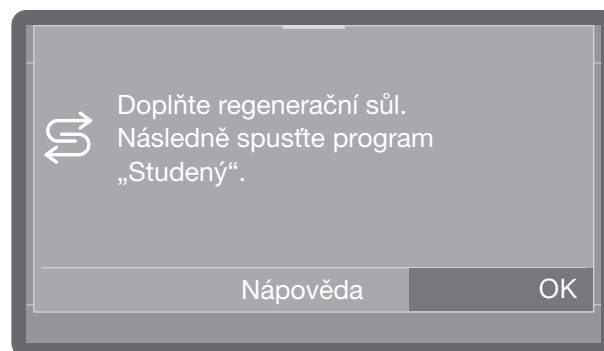 Doplňte regenerační sůl.
Následně spusťte program
„Studený“.
Nápověda
OK